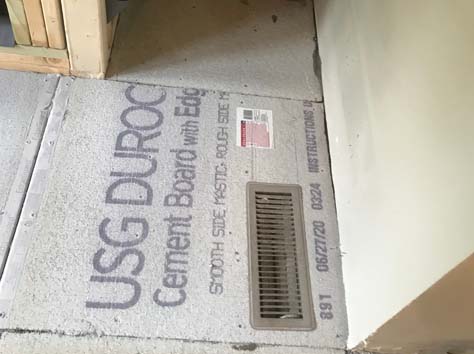 USG DUROC
Cement Board with Edg
SMOOTH SIDE MASTIC; ROUGH SIDE M
891 06/27/20 0324 INSTRUCTIONS